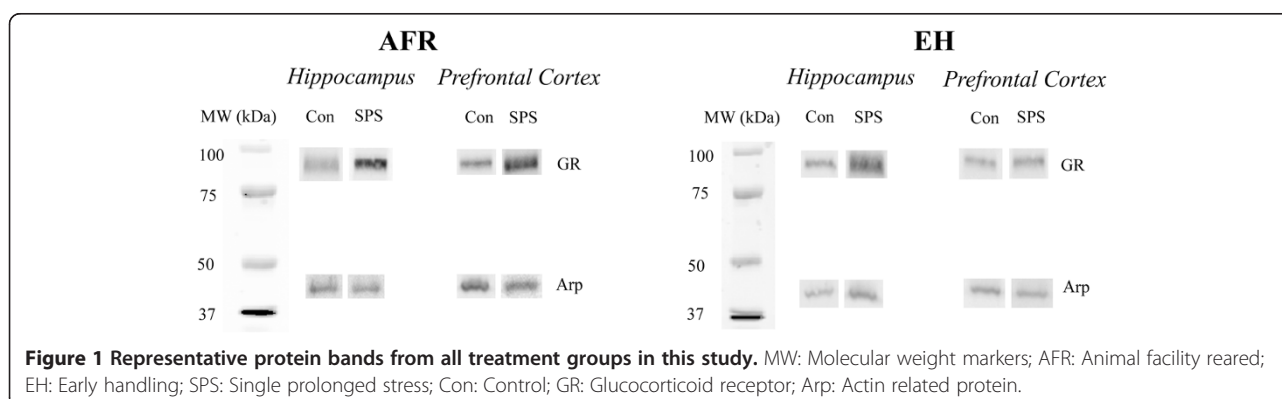 AFR
EH
Hippocampus Prefrontal Cortex
Hippocampus Prefrontal Cortex
MW (kDa) Con SPS Con SPS
MW (kDa) Con SPS Con SPS
100 GR
75
50
Arp
37
100 GR
75
50
Arp
37
Figure 1 Representative protein bands from all treatment groups in this study. MW: Molecular weight markers; AFR: Animal facility reared;
EH: Early handling; SPS: Single prolonged stress; Con: Control; GR: Glucocorticoid receptor; Arp: Actin related protein.